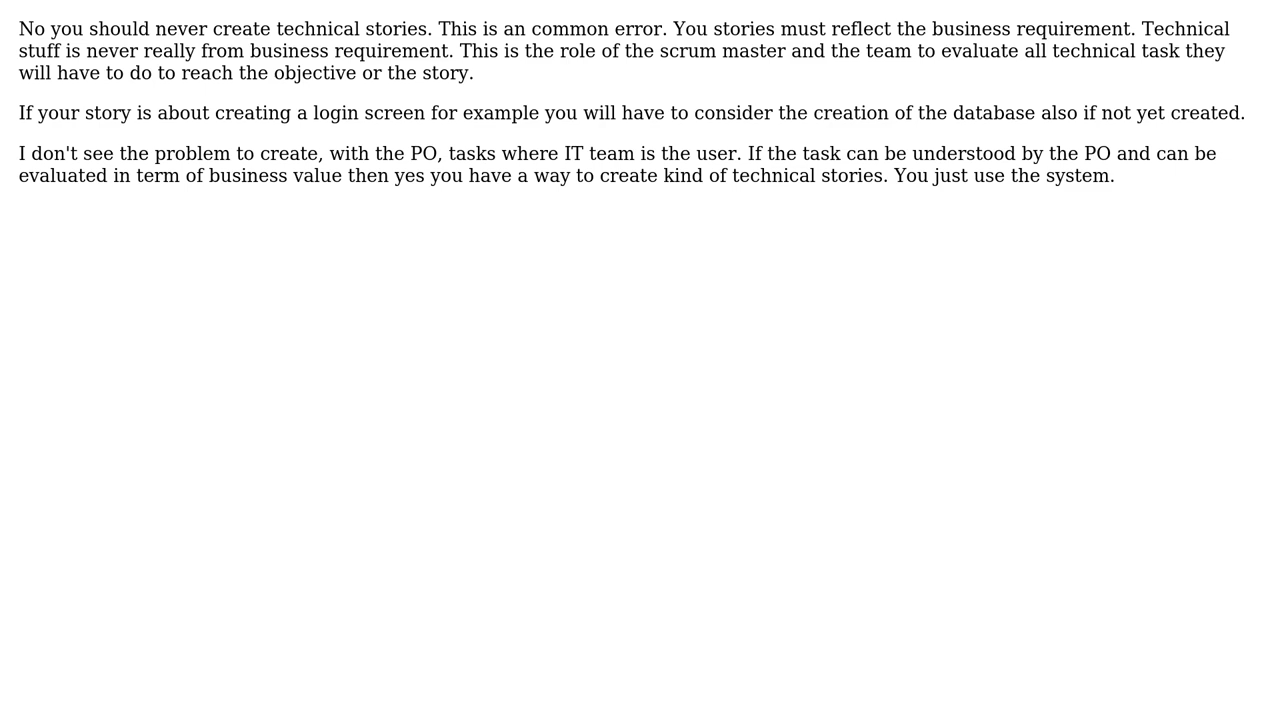 No you should never create technical stories. This is an common error. You stories must reflect the business requirement. Technical
stuff is never really from business requirement. This is the role of the scrum master and the team to evaluate all technical task they
will have to do to reach the objective or the story.
If your story is about creating a login screen for example you will have to consider the creation of the database also if not yet created.
I don't see the problem to create, with the PO, tasks where IT team is the user. If the task can be understood by the PO and can be
evaluated in term of business value then yes you have a way to create kind of technical stories. You just use the system.